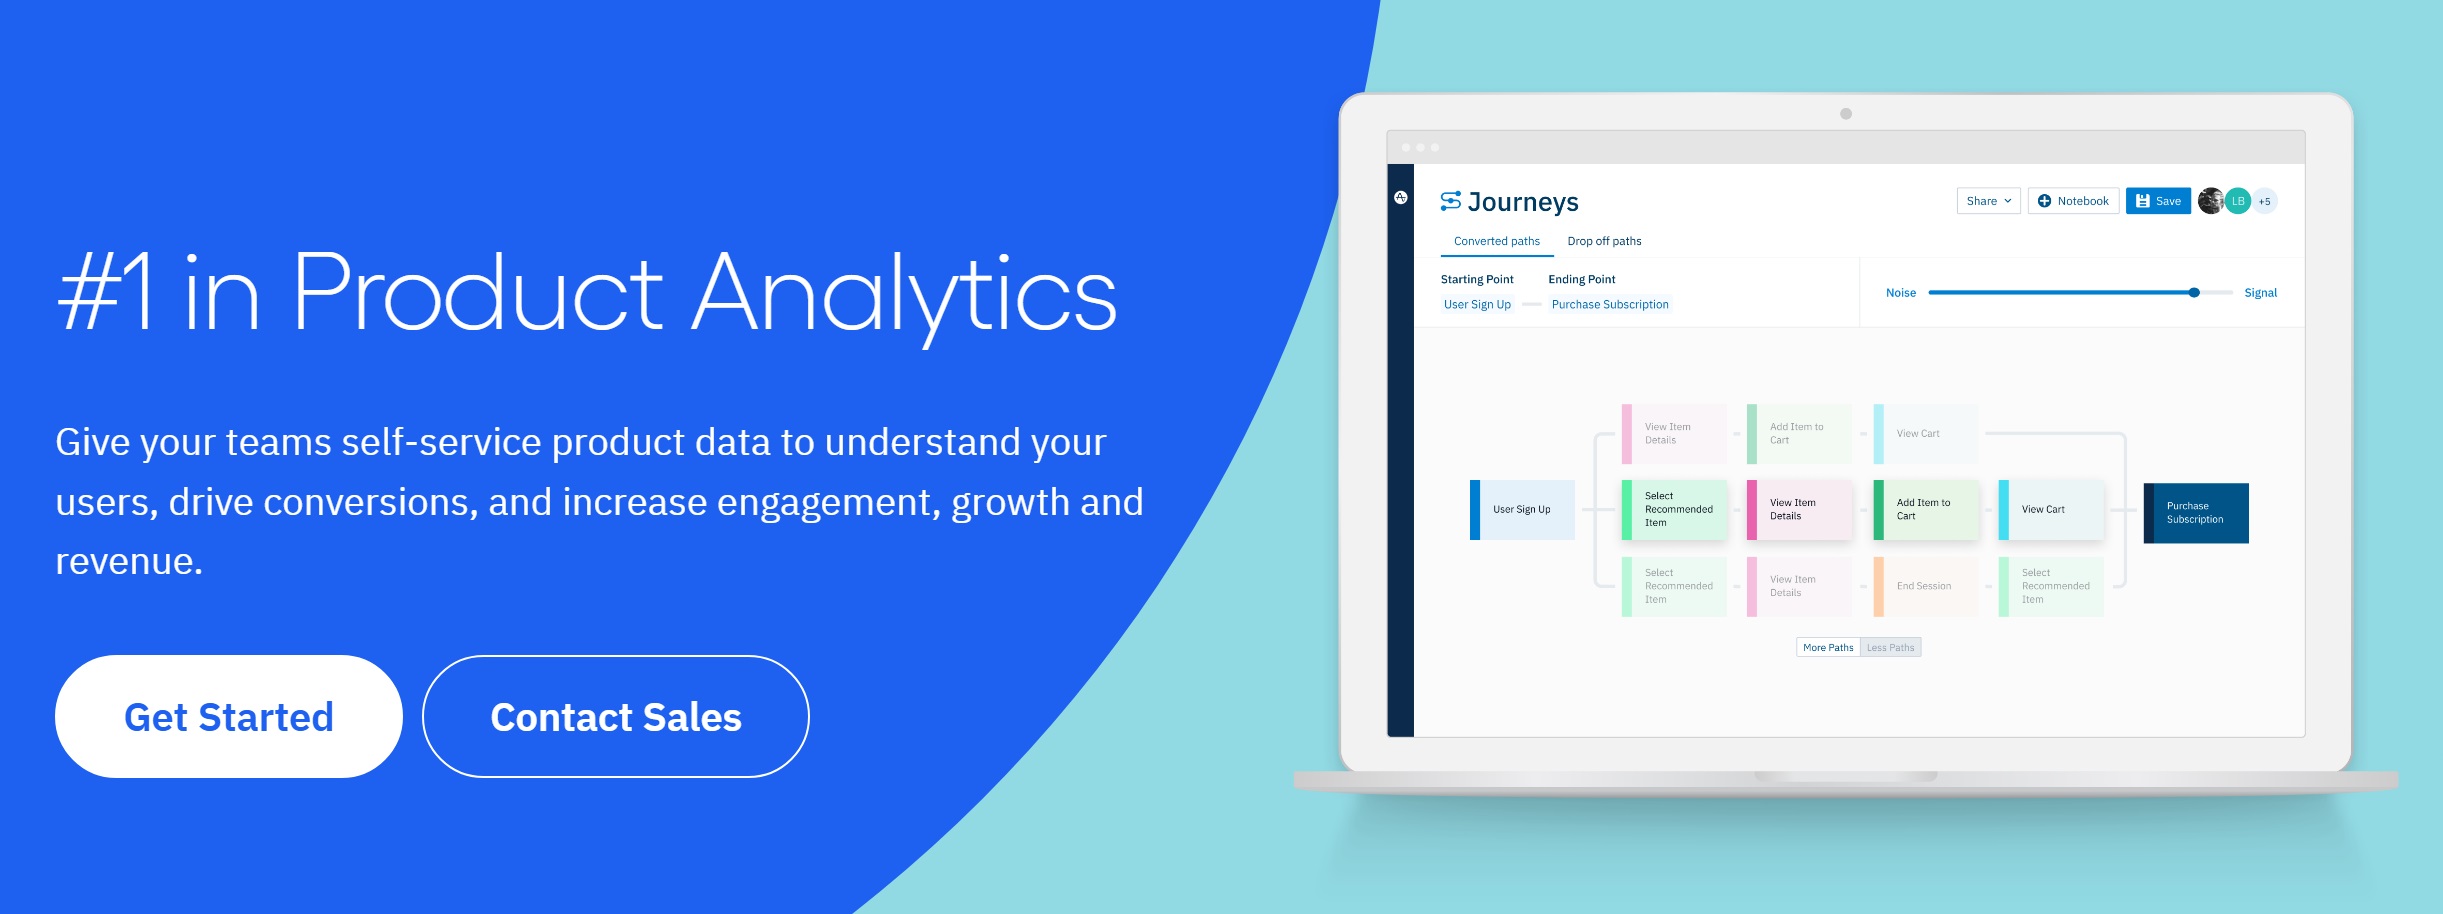 #1 in Product Analytics
Give your teams self-service product data to understand your
users, drive conversions, and increase engagement, growth and
revenue.
Get Started
Contact Sales
Journeys
Share
Notebook
Save
LB
+5
Converted paths
Drop off paths
Starting Point
Ending Point
User Sign Up
Purchase Subscription
Noise
Signal
View Item
Details
Add Item to
Cart
View Cart
User Sign Up
Select
Recommended
Item
View Item
Details
Add Item to
Cart
View Cart
Purchase
Subscription
Select
Recommended
Item
View Item
Details
End Session
Select
Recommended
Item
More Paths
Less Paths